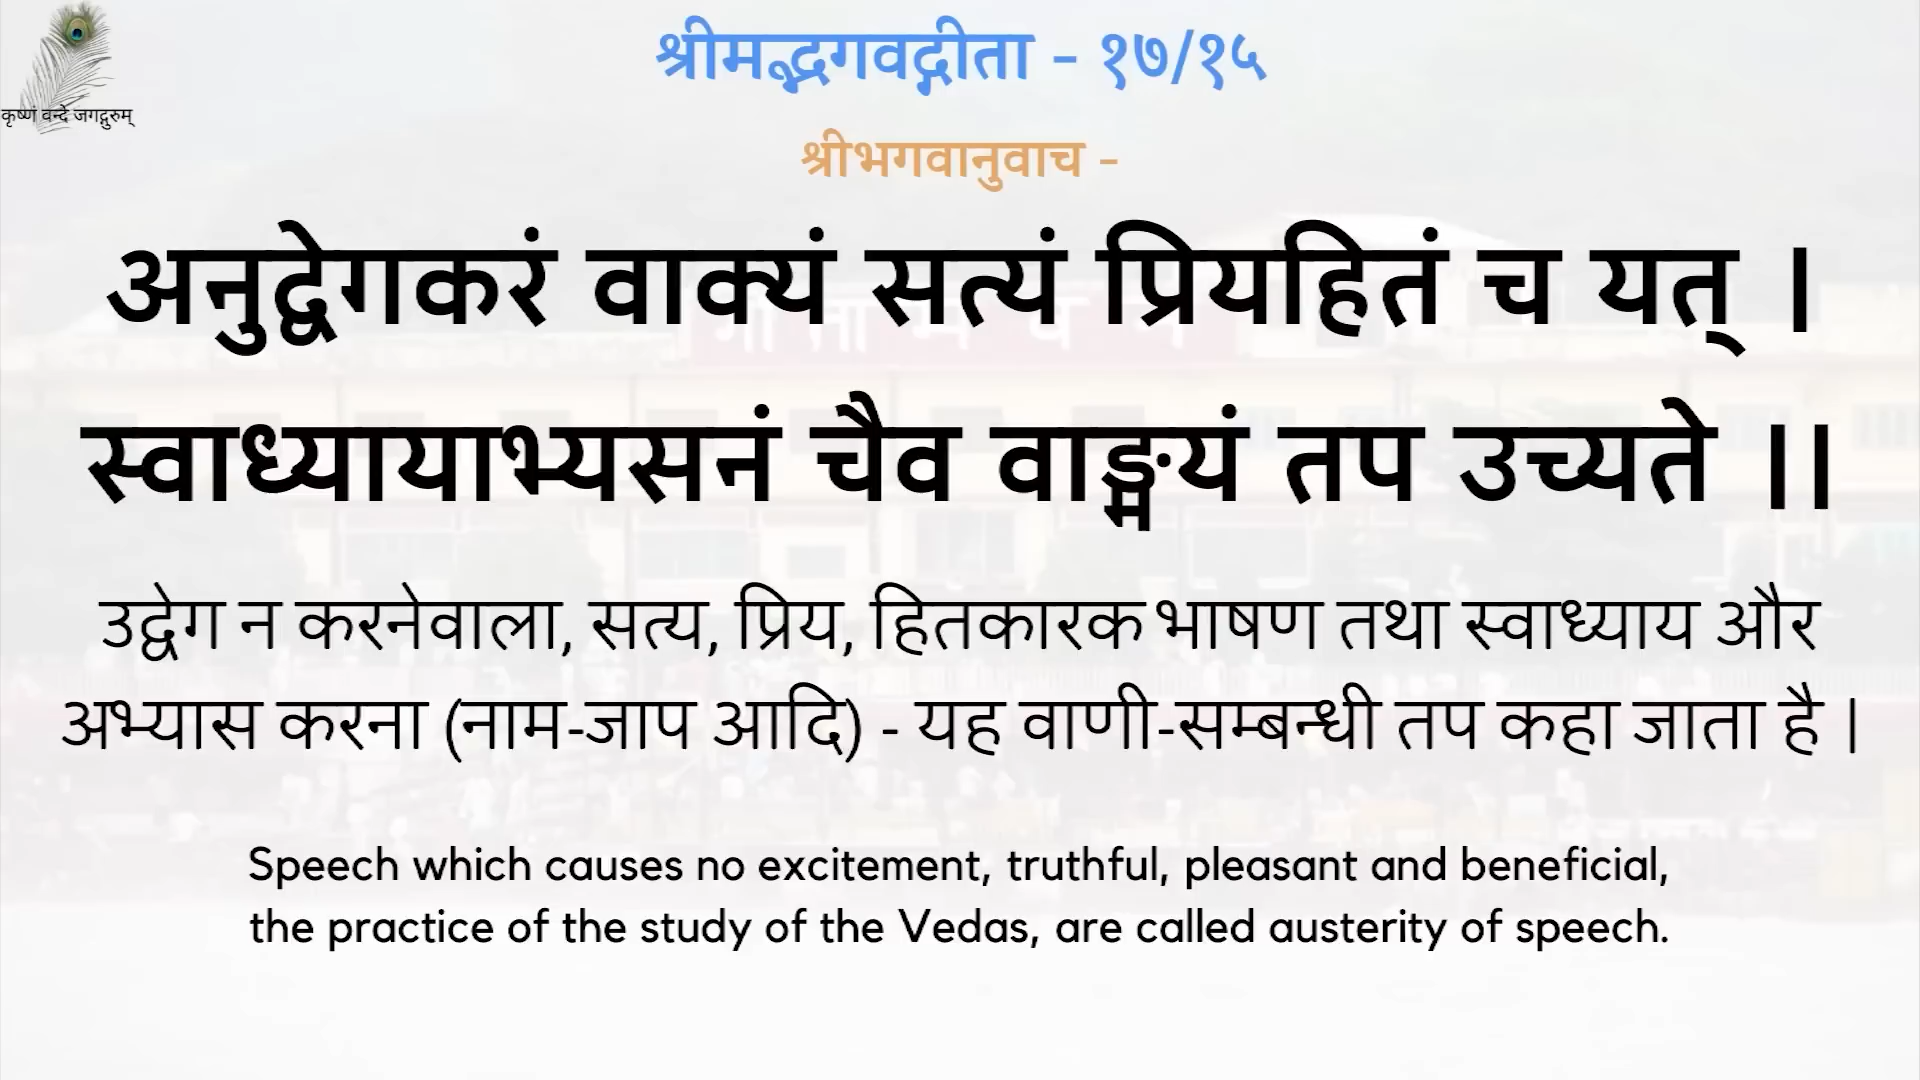 श्रीमद्भगवद्गीता - १७/१५
कृष्णं वन्दे जगद्गुरुम्
श्रीभगवानुवाच -
अनुद्वेगकरं वाक्यं सत्यं प्रियहितं च यत् ।
स्वाध्यायाभ्यसनं चैव वाङ्मयं तप उच्यते ।।
उद्वेग न करनेवाला, सत्य, प्रिय, हितकारक भाषण तथा स्वाध्याय और
अभ्यास करना (नाम-जाप आदि) - यह वाणी-सम्बन्धी तप कहा जाता है ।
Speech which causes no excitement, truthful, pleasant and beneficial,
the practice of the study of the Vedas, are called austerity of speech.